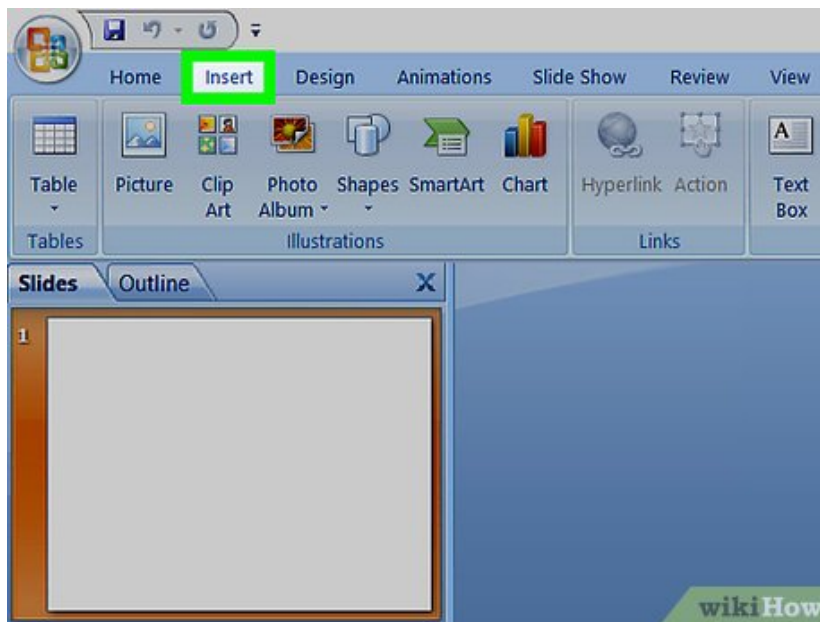 Home Insert Design Animations Slide Show Review View
Table Picture Clip Art Photo Album Shapes SmartArt Chart Hyperlink Action Text Box
Tables Illustrations Links
Slides Outline X
1
wikiHow